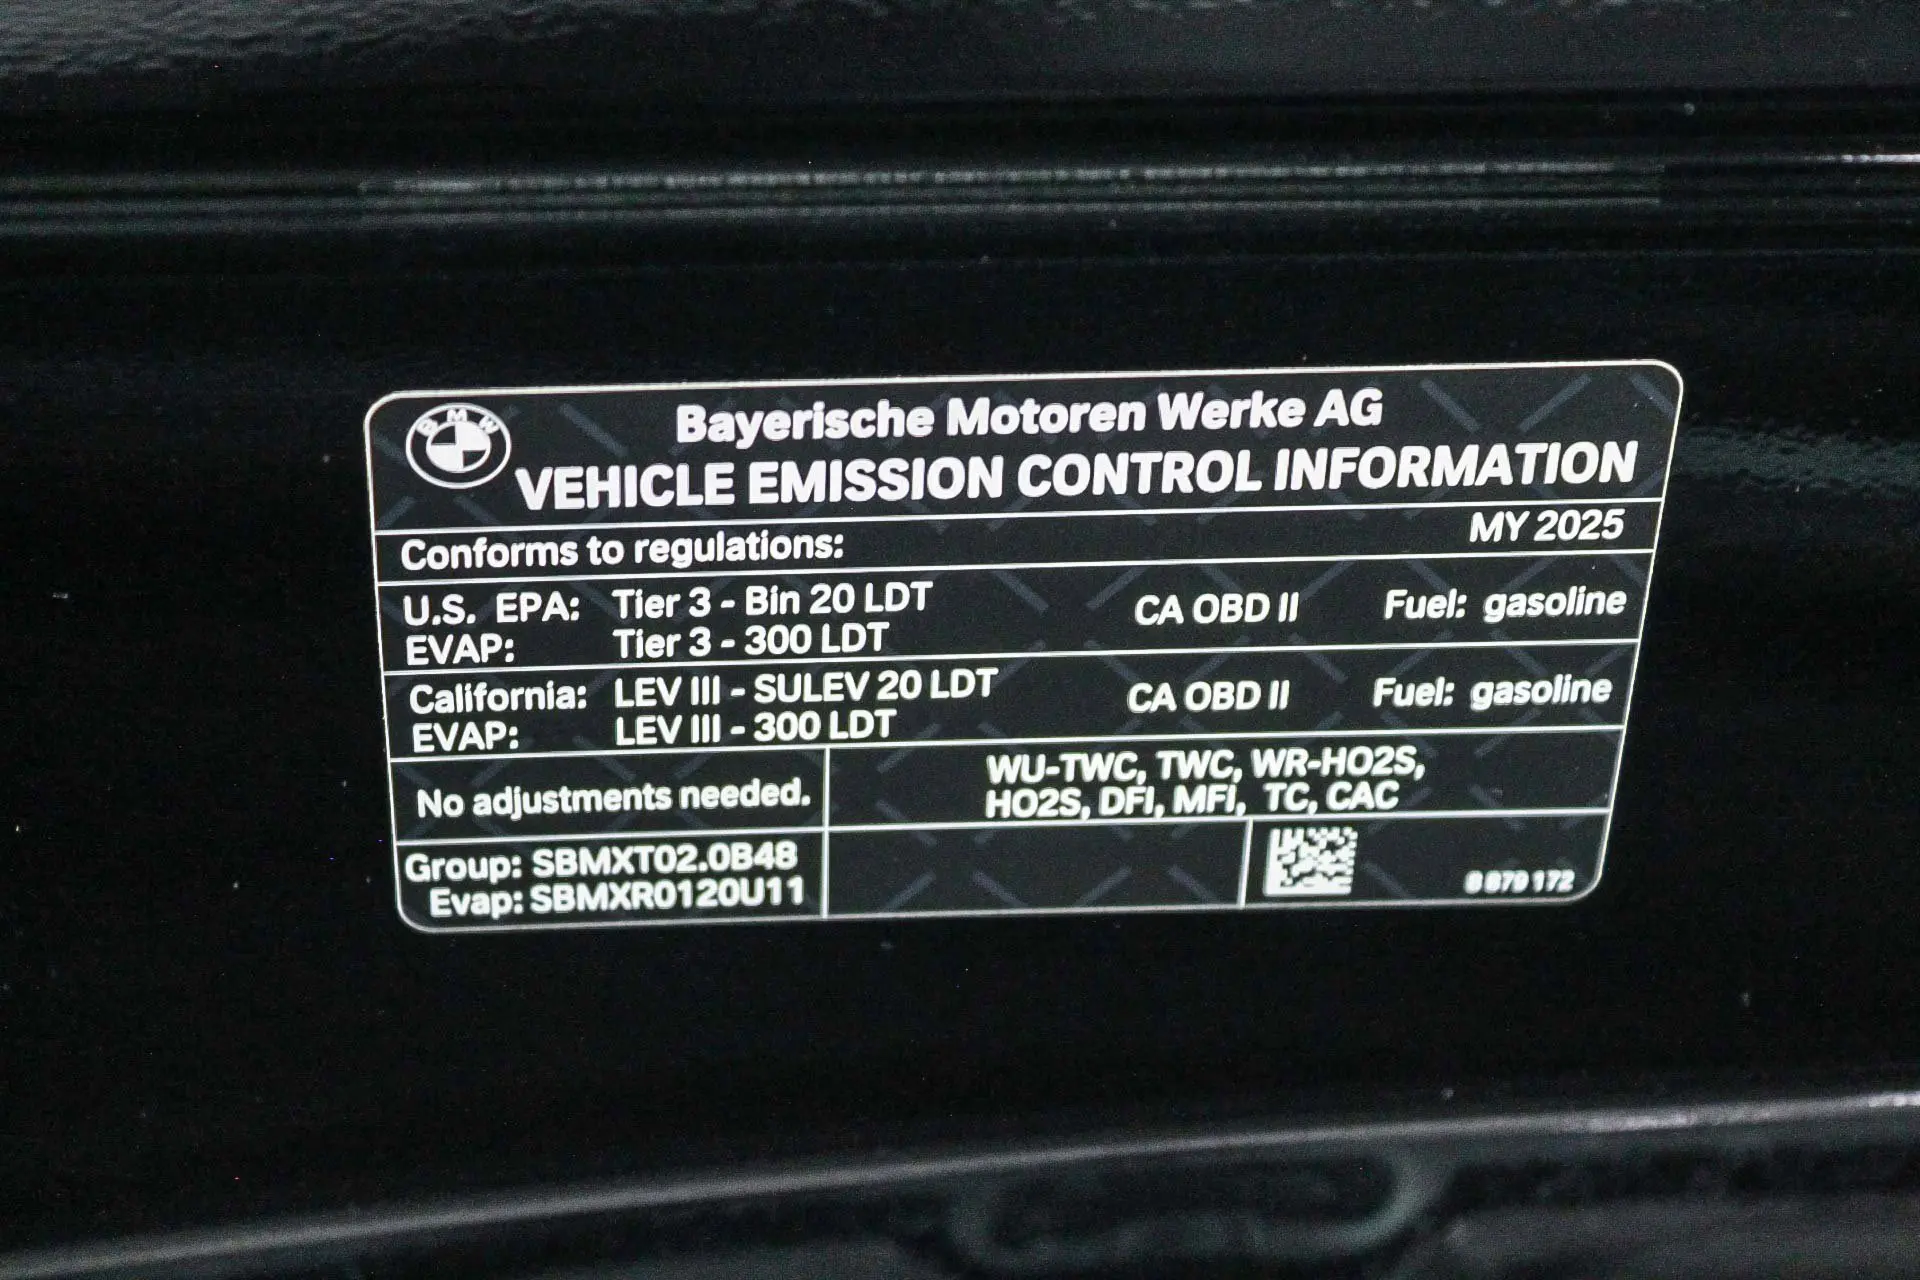 BMW
Bayerische Motoren Werke AG
VEHICLE EMISSION CONTROL INFORMATION
Conforms to regulations: MY 2025
U.S. EPA: Tier 3 - Bin 20 LDT CA OBD II Fuel: gasoline
EVAP: Tier 3 - 300 LDT
California: LEV III - SULEV 20 LDT CA OBD II Fuel: gasoline
EVAP: LEV III - 300 LDT
No adjustments needed.
WU-TWC, TWC, WR-HO2S,
HO2S, DFI, MFI, TC, CAC
Group: SBMXT02.0B48
Evap: SBMXR0120U11
8 879 172